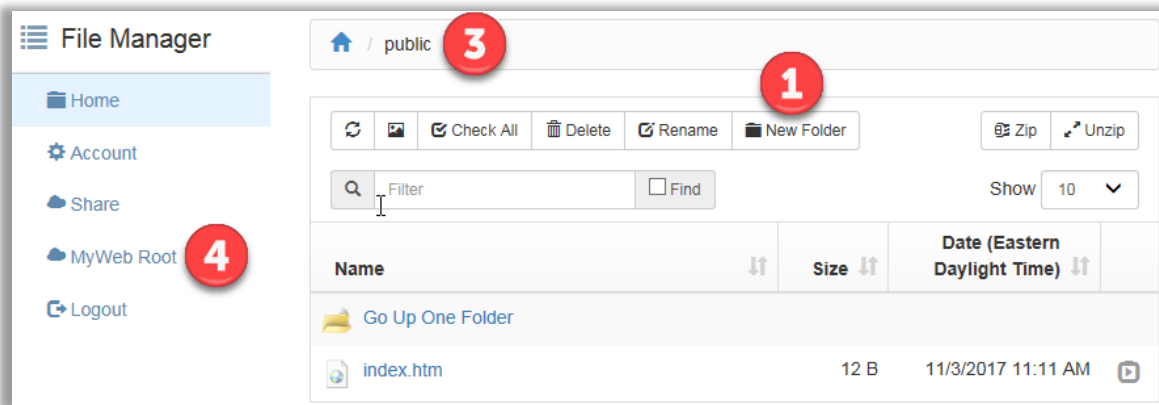 File Manager
Home
Account
Share
MyWeb Root 4
Logout
/ public 3
1
Check All Delete Rename New Folder Zip Unzip
Filter Find Show 10
Name Size Date (Eastern
Daylight Time)
Go Up One Folder
index.htm 12 B 11/3/2017 11:11 AM